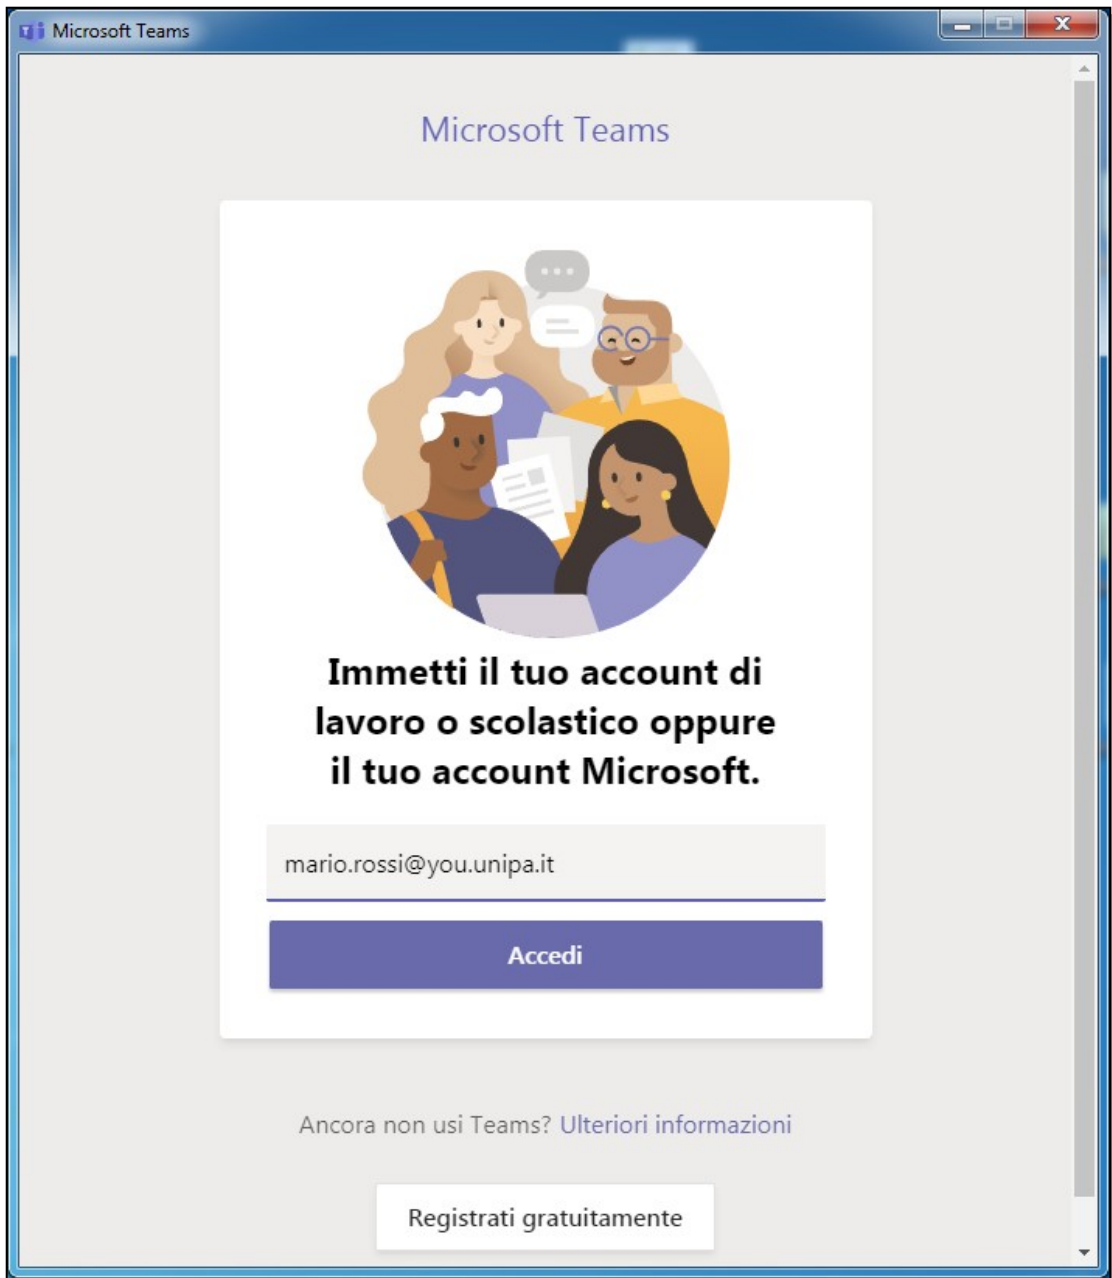 Microsoft Teams
Microsoft Teams
Immetti il tuo account di
lavoro o scolastico oppure
il tuo account Microsoft.
mario.rossi@you.unipa.it
Accedi
Ancora non usi Teams? Ulteriori informazioni
Registrati gratuitamente